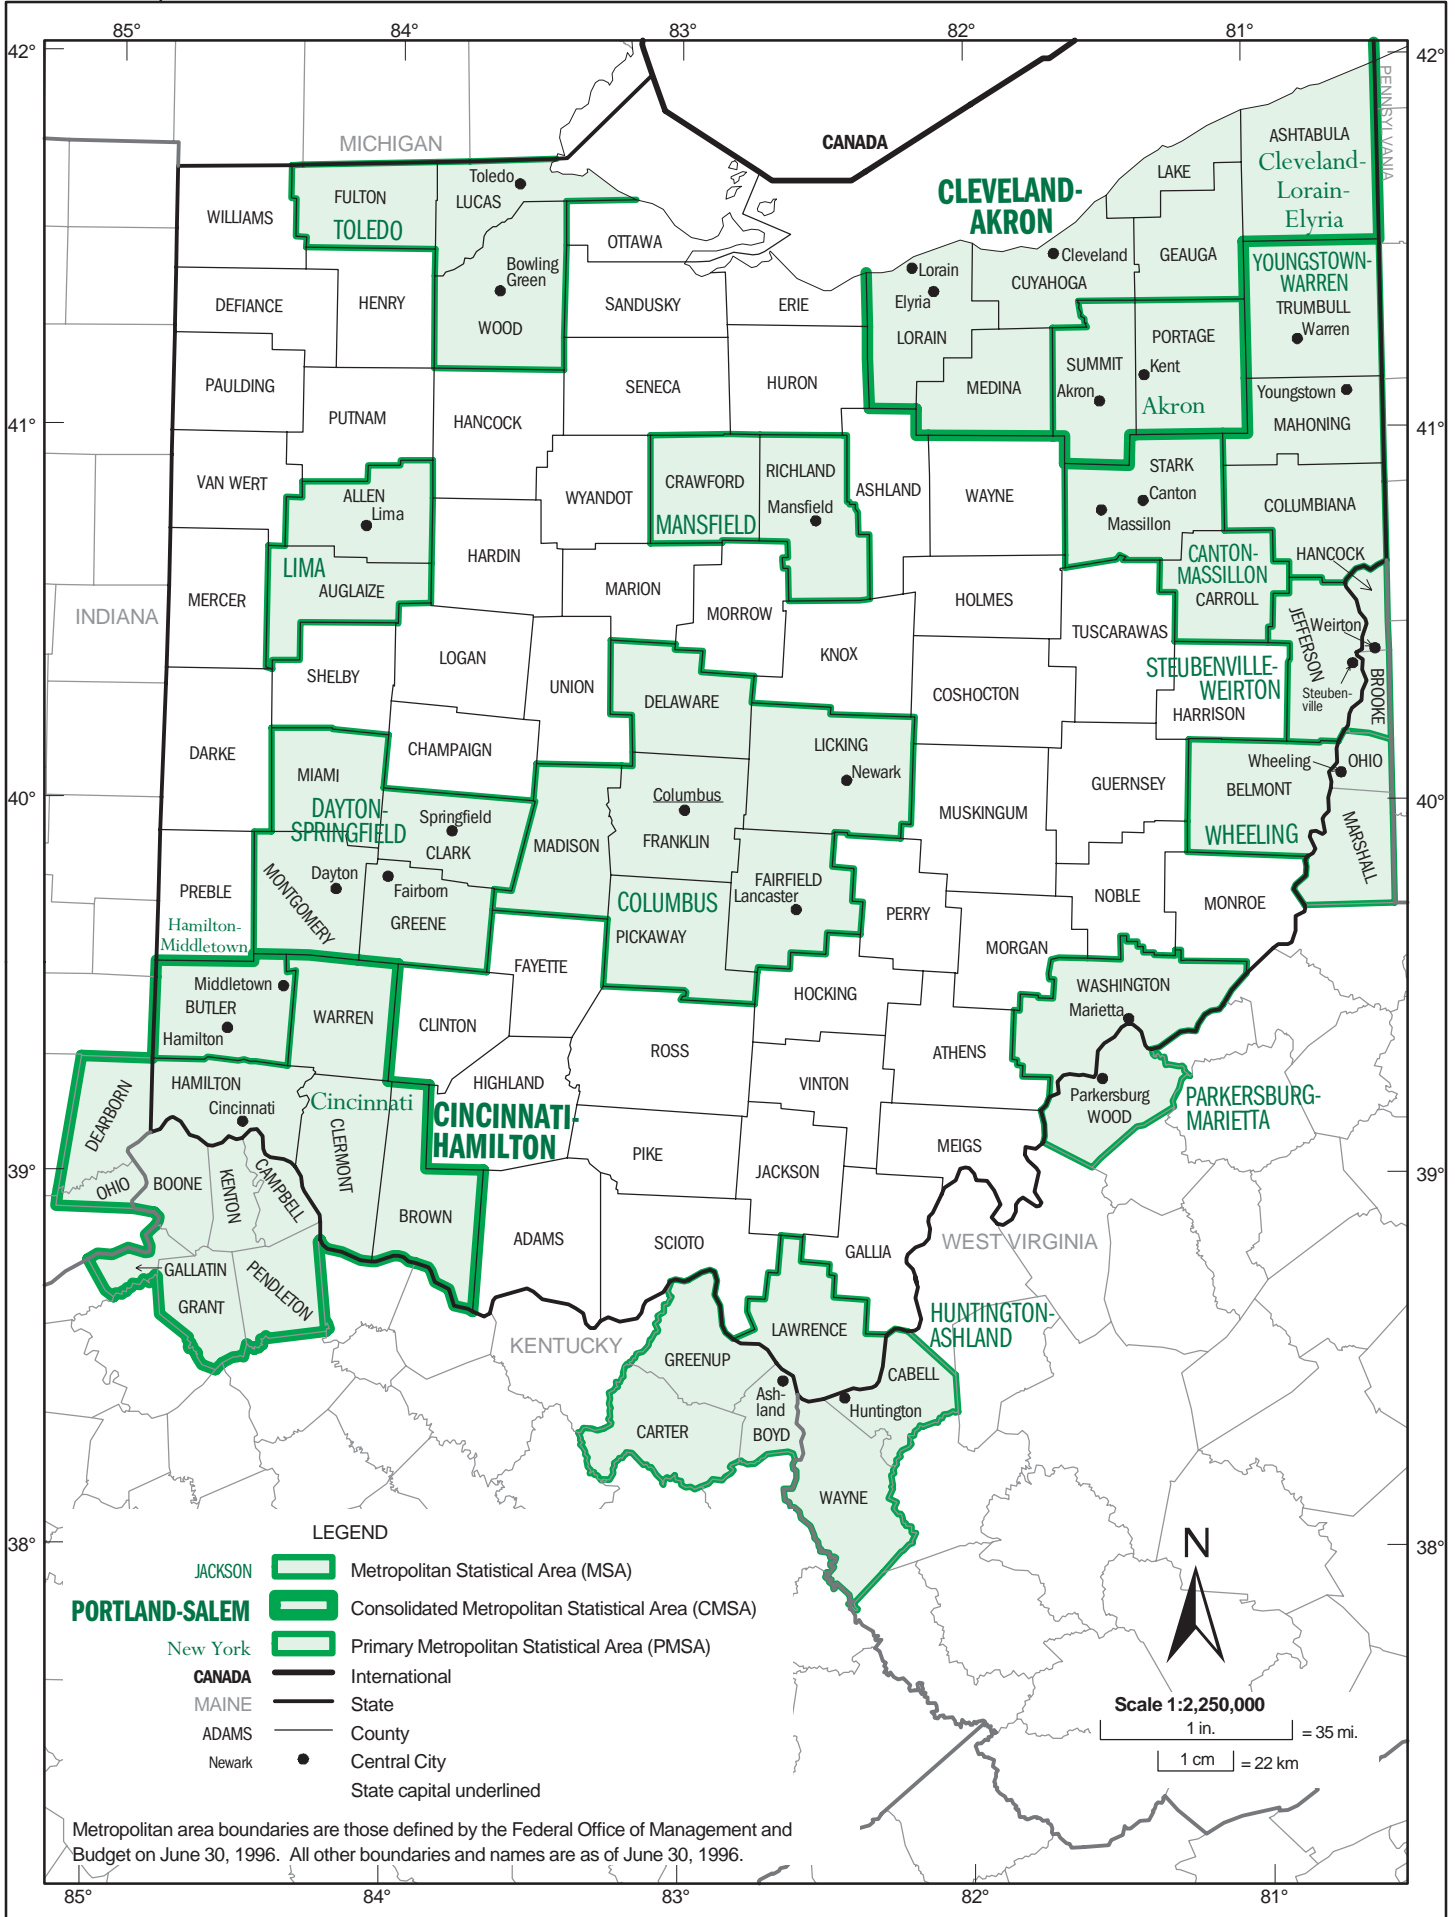 85°
84°
83°
82°
81°
42°
42°
MICHIGAN
CANADA
PENNSYLVANIA
ASHTABULA
Cleveland-
Lorain-
Elyria
LAKE
CLEVELAND-
AKRON
Toledo
LUCAS
FULTON
TOLEDO
WILLIAMS
OTTAWA
Bowling
Green
WOOD
Lorain
Elyria
LORAIN
Cleveland
CUYAHOGA
GEAUGA
YOUNGSTOWN-
WARREN
TRUMBULL
Warren
DEFIANCE
HENRY
SANDUSKY
ERIE
PAULDING
PUTNAM
HANCOCK
SENECA
HURON
MEDINA
SUMMIT
Akron
PORTAGE
Kent
Akron
Youngstown
MAHONING
41°
41°
VAN WERT
ALLEN
Lima
WYANDOT
CRAWFORD
RICHLAND
Mansfield
MANSFIELD
ASHLAND
WAYNE
STARK
Canton
Massillon
COLUMBIANA
LIMA
AUGLAIZE
HARDIN
MARION
MORROW
CANTON-
MASSILLON
CARROLL
HANCOCK
INDIANA
MERCER
HOLMES
TUSCARAWAS
JEFFERSON
Weirton
Steuben-
ville
BROOKE
SHELBY
LOGAN
UNION
KNOX
COSHOCTON
STEUBENVILLE-
WEIRTON
HARRISON
DELAWARE
DARKE
CHAMPAIGN
LICKING
Newark
GUERNSEY
Wheeling
OHIO
BELMONT
WHEELING
MARSHALL
MIAMI
DAYTON-
SPRINGFIELD
Springfield
CLARK
Columbus
FRANKLIN
MADISON
MUSKINGUM
40°
40°
PREBLE
Dayton
MONTGOMERY
Fairborn
GREENE
COLUMBUS
PICKAWAY
FAIRFIELD
Lancaster
PERRY
NOBLE
MONROE
MORGAN
Hamilton-
Middletown
FAYETTE
HOCKING
WASHINGTON
Marietta
Middletown
BUTLER
Hamilton
WARREN
CLINTON
ROSS
ATHENS
VINTON
HIGHLAND
Parkersburg
WOOD
PARKERSBURG-
MARIETTA
DEARBORN
HAMILTON
Cincinnati
Cincinnati
CLERMONT
CINCINNATI-
HAMILTON
PIKE
MEIGS
JACKSON
39°
39°
OHIO
BOONE
KENTON
CAMPBELL
BROWN
ADAMS
SCIOTO
GALLIA
WEST VIRGINIA
GALLATIN
GRANT
PENDLETON
KENTUCKY
LAWRENCE
HUNTINGTON-
ASHLAND
GREENUP
CABELL
Ash-
land
BOYD
Huntington
CARTER
WAYNE
38°
38°
LEGEND
JACKSON Metropolitan Statistical Area (MSA)
PORTLAND-SALEM Consolidated Metropolitan Statistical Area (CMSA)
New York Primary Metropolitan Statistical Area (PMSA)
CANADA International
MAINE State
ADAMS County
Newark Central City
State capital underlined
N
Scale 1:2,250,000
1 in. = 35 mi.
1 cm = 22 km
Metropolitan area boundaries are those defined by the Federal Office of Management and
Budget on June 30, 1996. All other boundaries and names are as of June 30, 1996.
85°
84°
83°
82°
81°